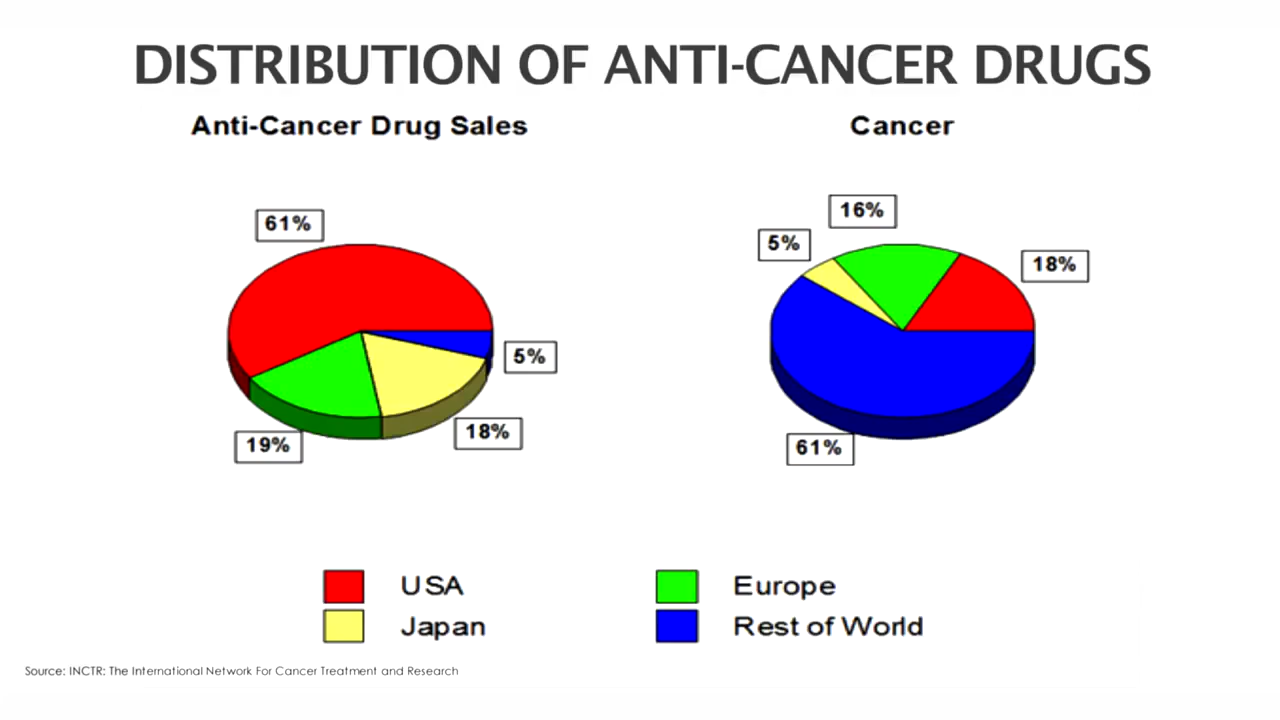 DISTRIBUTION OF ANTI-CANCER DRUGS
Anti-Cancer Drug Sales
61%
5%
18%
19%
Cancer
16%
5%
18%
61%
USA
Europe
Japan
Rest of World
Source: INCTR: The International Network For Cancer Treatment and Research